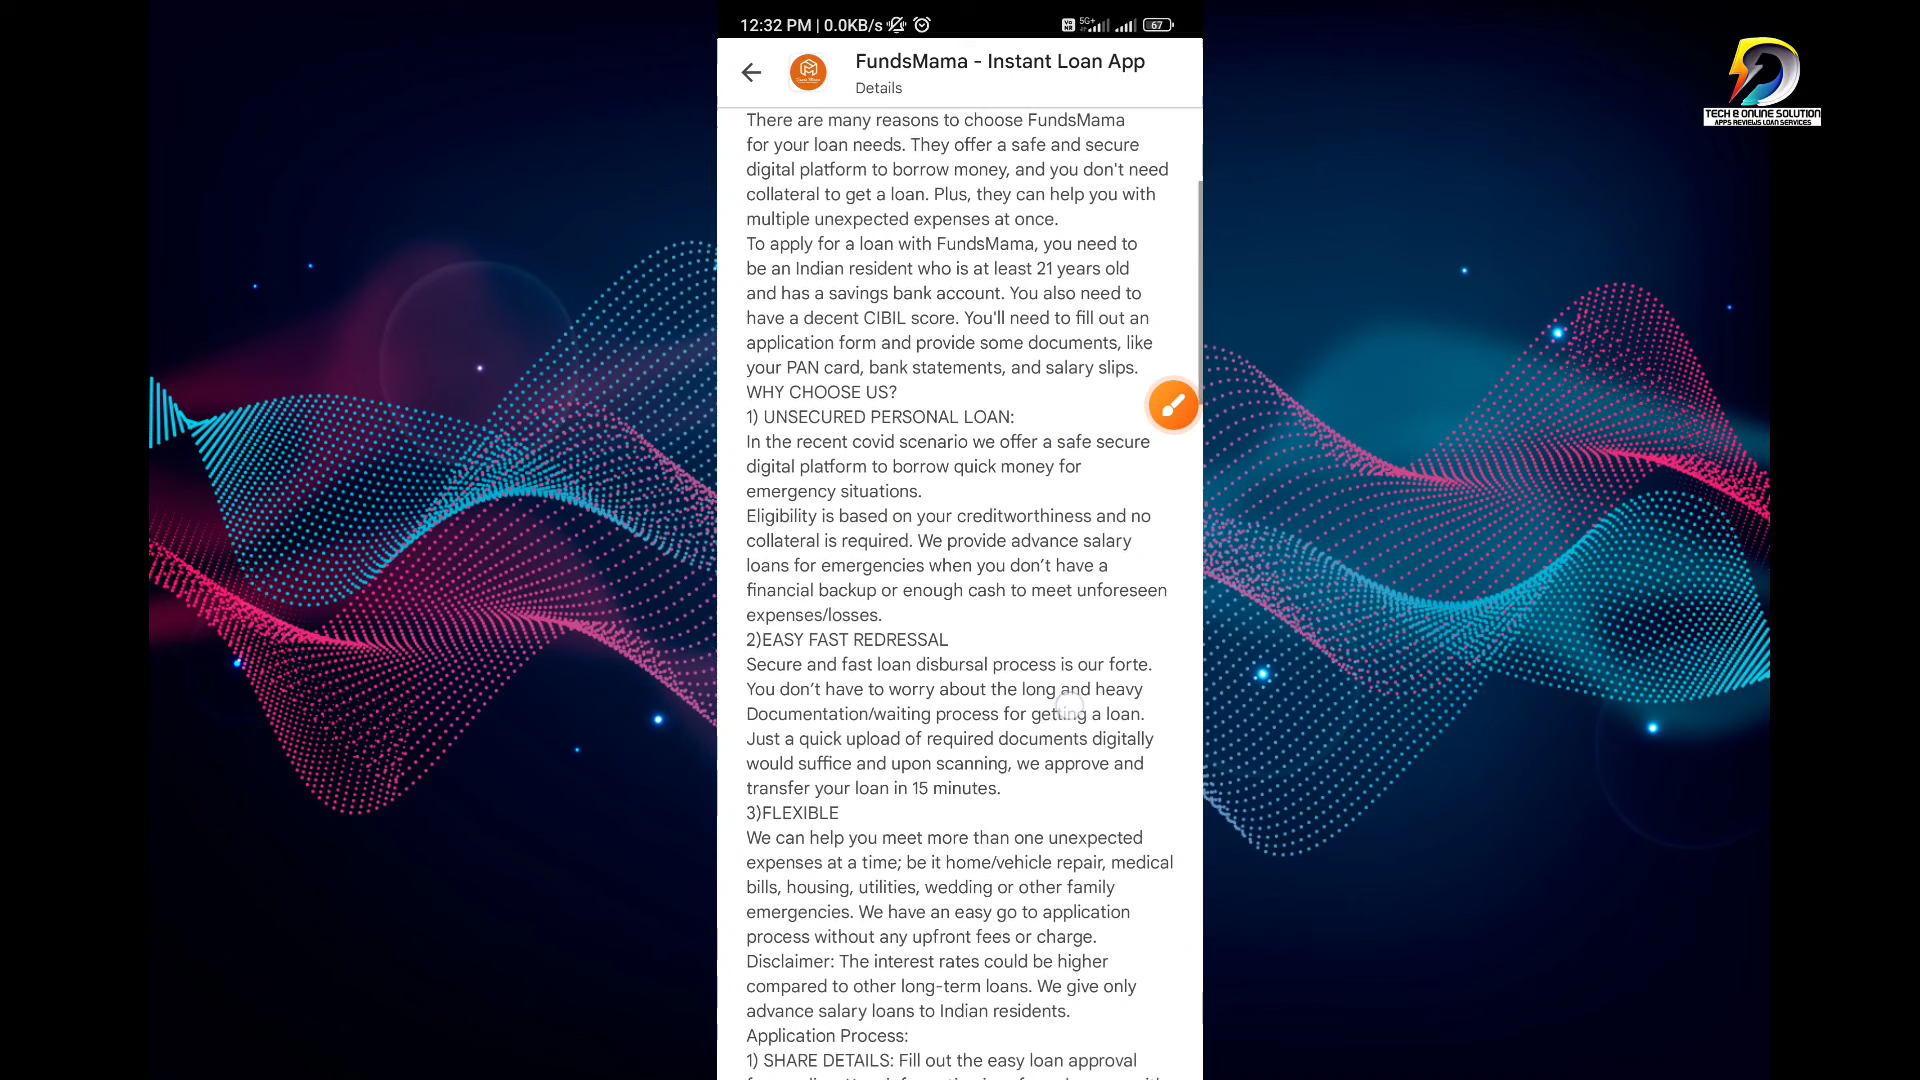 12:32 PM | 0.0KB/s
5G+
67
FundsMama - Instant Loan App
Details
There are many reasons to choose FundsMama
for your loan needs. They offer a safe and secure
digital platform to borrow money, and you don't need
collateral to get a loan. Plus, they can help you with
multiple unexpected expenses at once.
To apply for a loan with FundsMama, you need to
be an Indian resident who is at least 21 years old
and has a savings bank account. You also need to
have a decent CIBIL score. You'll need to fill out an
application form and provide some documents, like
your PAN card, bank statements, and salary slips.
WHY CHOOSE US?
1) UNSECURED PERSONAL LOAN:
In the recent covid scenario we offer a safe secure
digital platform to borrow quick money for
emergency situations.
Eligibility is based on your creditworthiness and no
collateral is required. We provide advance salary
loans for emergencies when you don’t have a
financial backup or enough cash to meet unforeseen
expenses/losses.
2)EASY FAST REDRESSAL
Secure and fast loan disbursal process is our forte.
You don’t have to worry about the long and heavy
Documentation/waiting process for getting a loan.
Just a quick upload of required documents digitally
would suffice and upon scanning, we approve and
transfer your loan in 15 minutes.
3)FLEXIBLE
We can help you meet more than one unexpected
expenses at a time; be it home/vehicle repair, medical
bills, housing, utilities, wedding or other family
emergencies. We have an easy go to application
process without any upfront fees or charge.
Disclaimer: The interest rates could be higher
compared to other long-term loans. We give only
advance salary loans to Indian residents.
Application Process:
1) SHARE DETAILS: Fill out the easy loan approval
TECH & ONLINE SOLUTION
APPS REVIEWS LOAN SERVICES